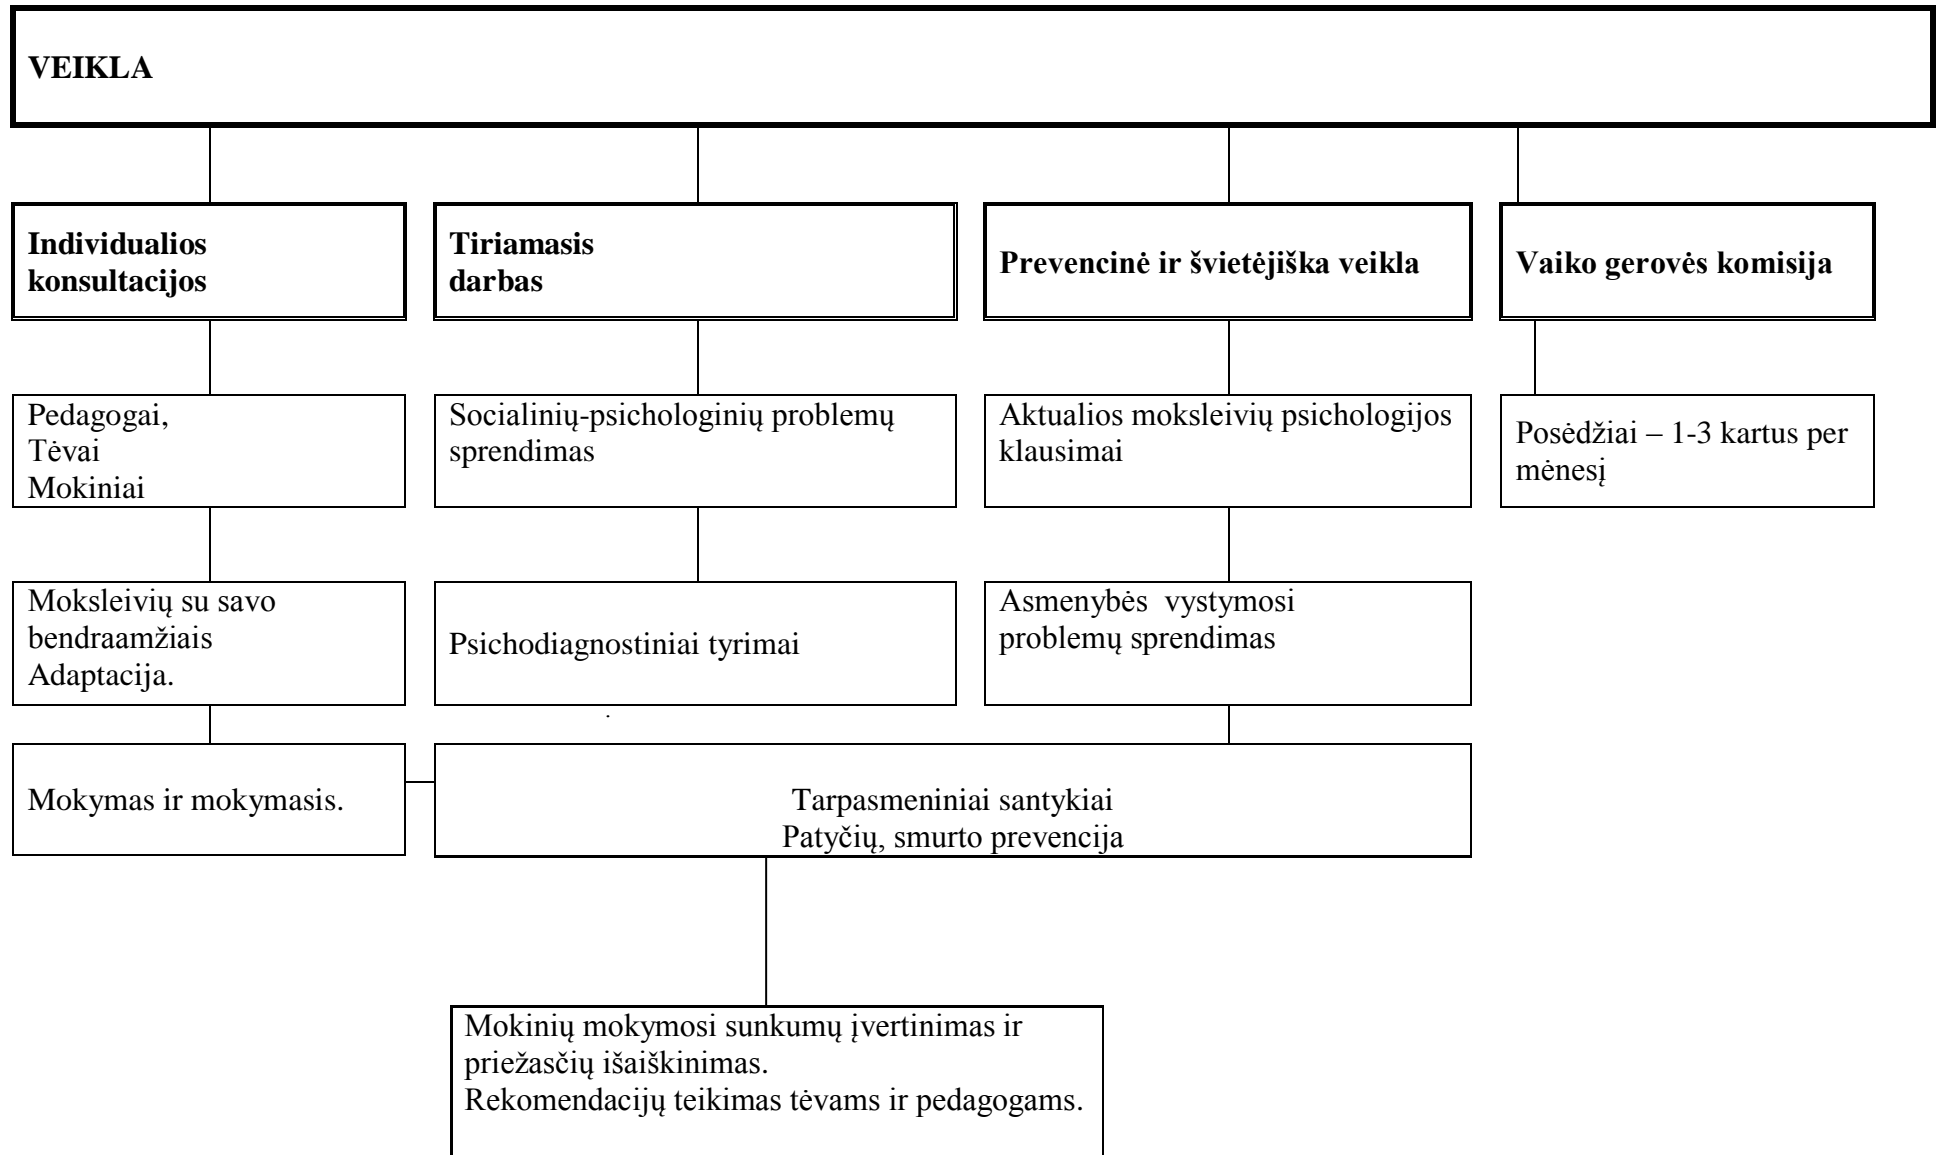 VEIKLA
Individualios
konsultacijos
Tiriamasis
darbas
Prevencinė ir švietėjiška veikla
Vaiko gerovės komisija
Pedagogai,
Tėvai
Mokiniai
Socialinių-psichologinių problemų
sprendimas
Aktualios moksleivių psichologijos
klausimai
Posėdžiai – 1-3 kartus per
mėnesį
Moksleivių su savo
bendraamžiais
Adaptacija.
Psichodiagnostiniai tyrimai
Asmenybės  vystymosi
problemų sprendimas
.
Mokymas ir mokymasis.
Tarpasmeniniai santykiai
Patyčių, smurto prevencija
Mokinių mokymosi sunkumų įvertinimas ir
priežasčių išaiškinimas.
Rekomendacijų teikimas tėvams ir pedagogams.